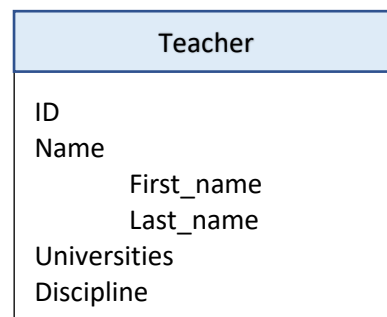 Teacher
ID
Name
First_name
Last_name
Universities
Discipline